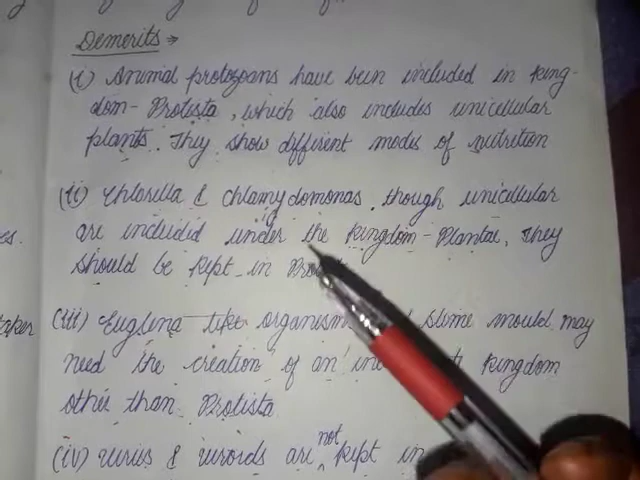 Demerits →
(i) Animal protozoans have been included in king-
dom - Protista, which also includes unicellular
plants. They show different modes of nutrition
(ii) Chlorella & Chlamydomonas, though unicellular
es.
are included under the kingdom - Plantae, They
should be kept in
taker
(iii) Euglena like organism slime mould may
need the creation of an kingdom
other than Protista
(iv) Virus & viroids are not kept in